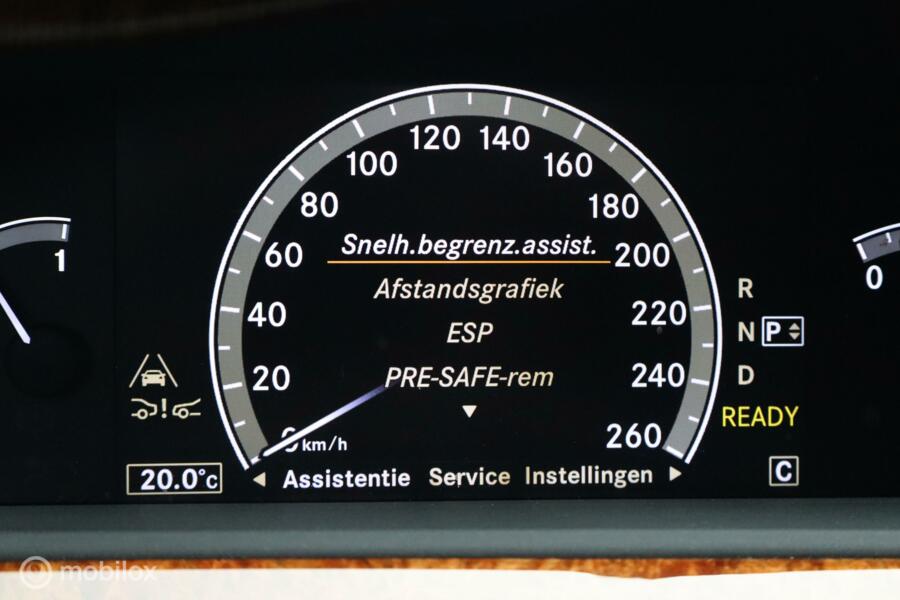 120 140
100 160
80 180
Snelh.begrenz.assist.
60 200
Afstandsgrafiek
1 0
R
40 220
ESP
N P
20 240
PRE-SAFE-rem
D
READY
0 km/h 260
20.0°C
Assistentie Service Instellingen
C
mobilox